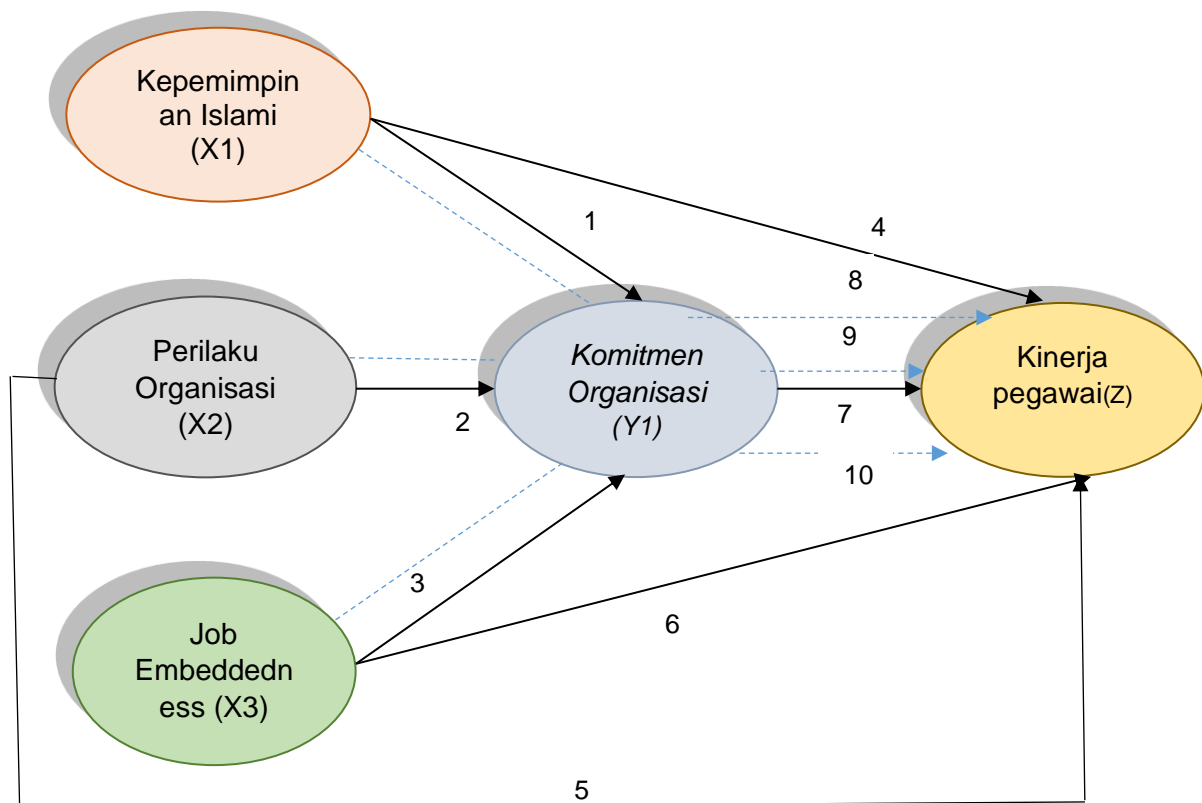 Kepemimpin
an Islami
(X1)
1
4
8
Perilaku
Organisasi
(X2)
2
Komitmen
Organisasi
(Y1)
9
7
10
Kinerja
pegawai(Z)
3
6
Job
Embeddedn
ess (X3)
5